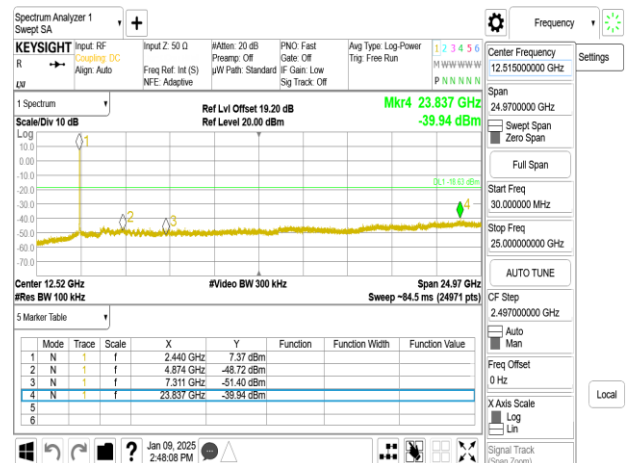 Spectrum Analyzer 1
Swept SA
+
Frequency
KEYSIGHT
R
LXI
Input: RF
Coupling: DC
Align: Auto
Input Z: 50 Ω
Freq Ref: Int (S)
NFE: Adaptive
#Atten: 20 dB
Preamp: Off
µW Path: Standard
PNO: Fast
Gate: Off
IF Gain: Low
Sig Track: Off
Avg Type: Log-Power
Trig: Free Run
1 2 3 4 5 6
M W W W W W
P N N N N N
1 Spectrum
Scale/Div 10 dB
Ref Lvl Offset 19.20 dB
Ref Level 20.00 dBm
Mkr4 23.837 GHz
-39.94 dBm
Log
10.0
0.00
-10.0
-20.0
-30.0
-40.0
-50.0
-60.0
-70.0
1
2
3
4
DL1 -18.63 dBm
Center 12.52 GHz
#Res BW 100 kHz
#Video BW 300 kHz
Span 24.97 GHz
Sweep ~84.5 ms (24971 pts)
5 Marker Table
Mode Trace Scale X Y Function Function Width Function Value
1 N 1 f 2.440 GHz 7.37 dBm
2 N 1 f 4.874 GHz -48.72 dBm
3 N 1 f 7.311 GHz -51.40 dBm
4 N 1 f 23.837 GHz -39.94 dBm
5
6
?
Jan 09, 2025
2:48:08 PM
Center Frequency
12.515000000 GHz
Settings
Span
24.9700000 GHz
Swept Span
Zero Span
Full Span
Start Freq
30.000000 MHz
Stop Freq
25.000000000 GHz
AUTO TUNE
CF Step
2.497000000 GHz
Auto
Man
Freq Offset
0 Hz
Local
X Axis Scale
Log
Lin
Signal Track
(Span Zoom)